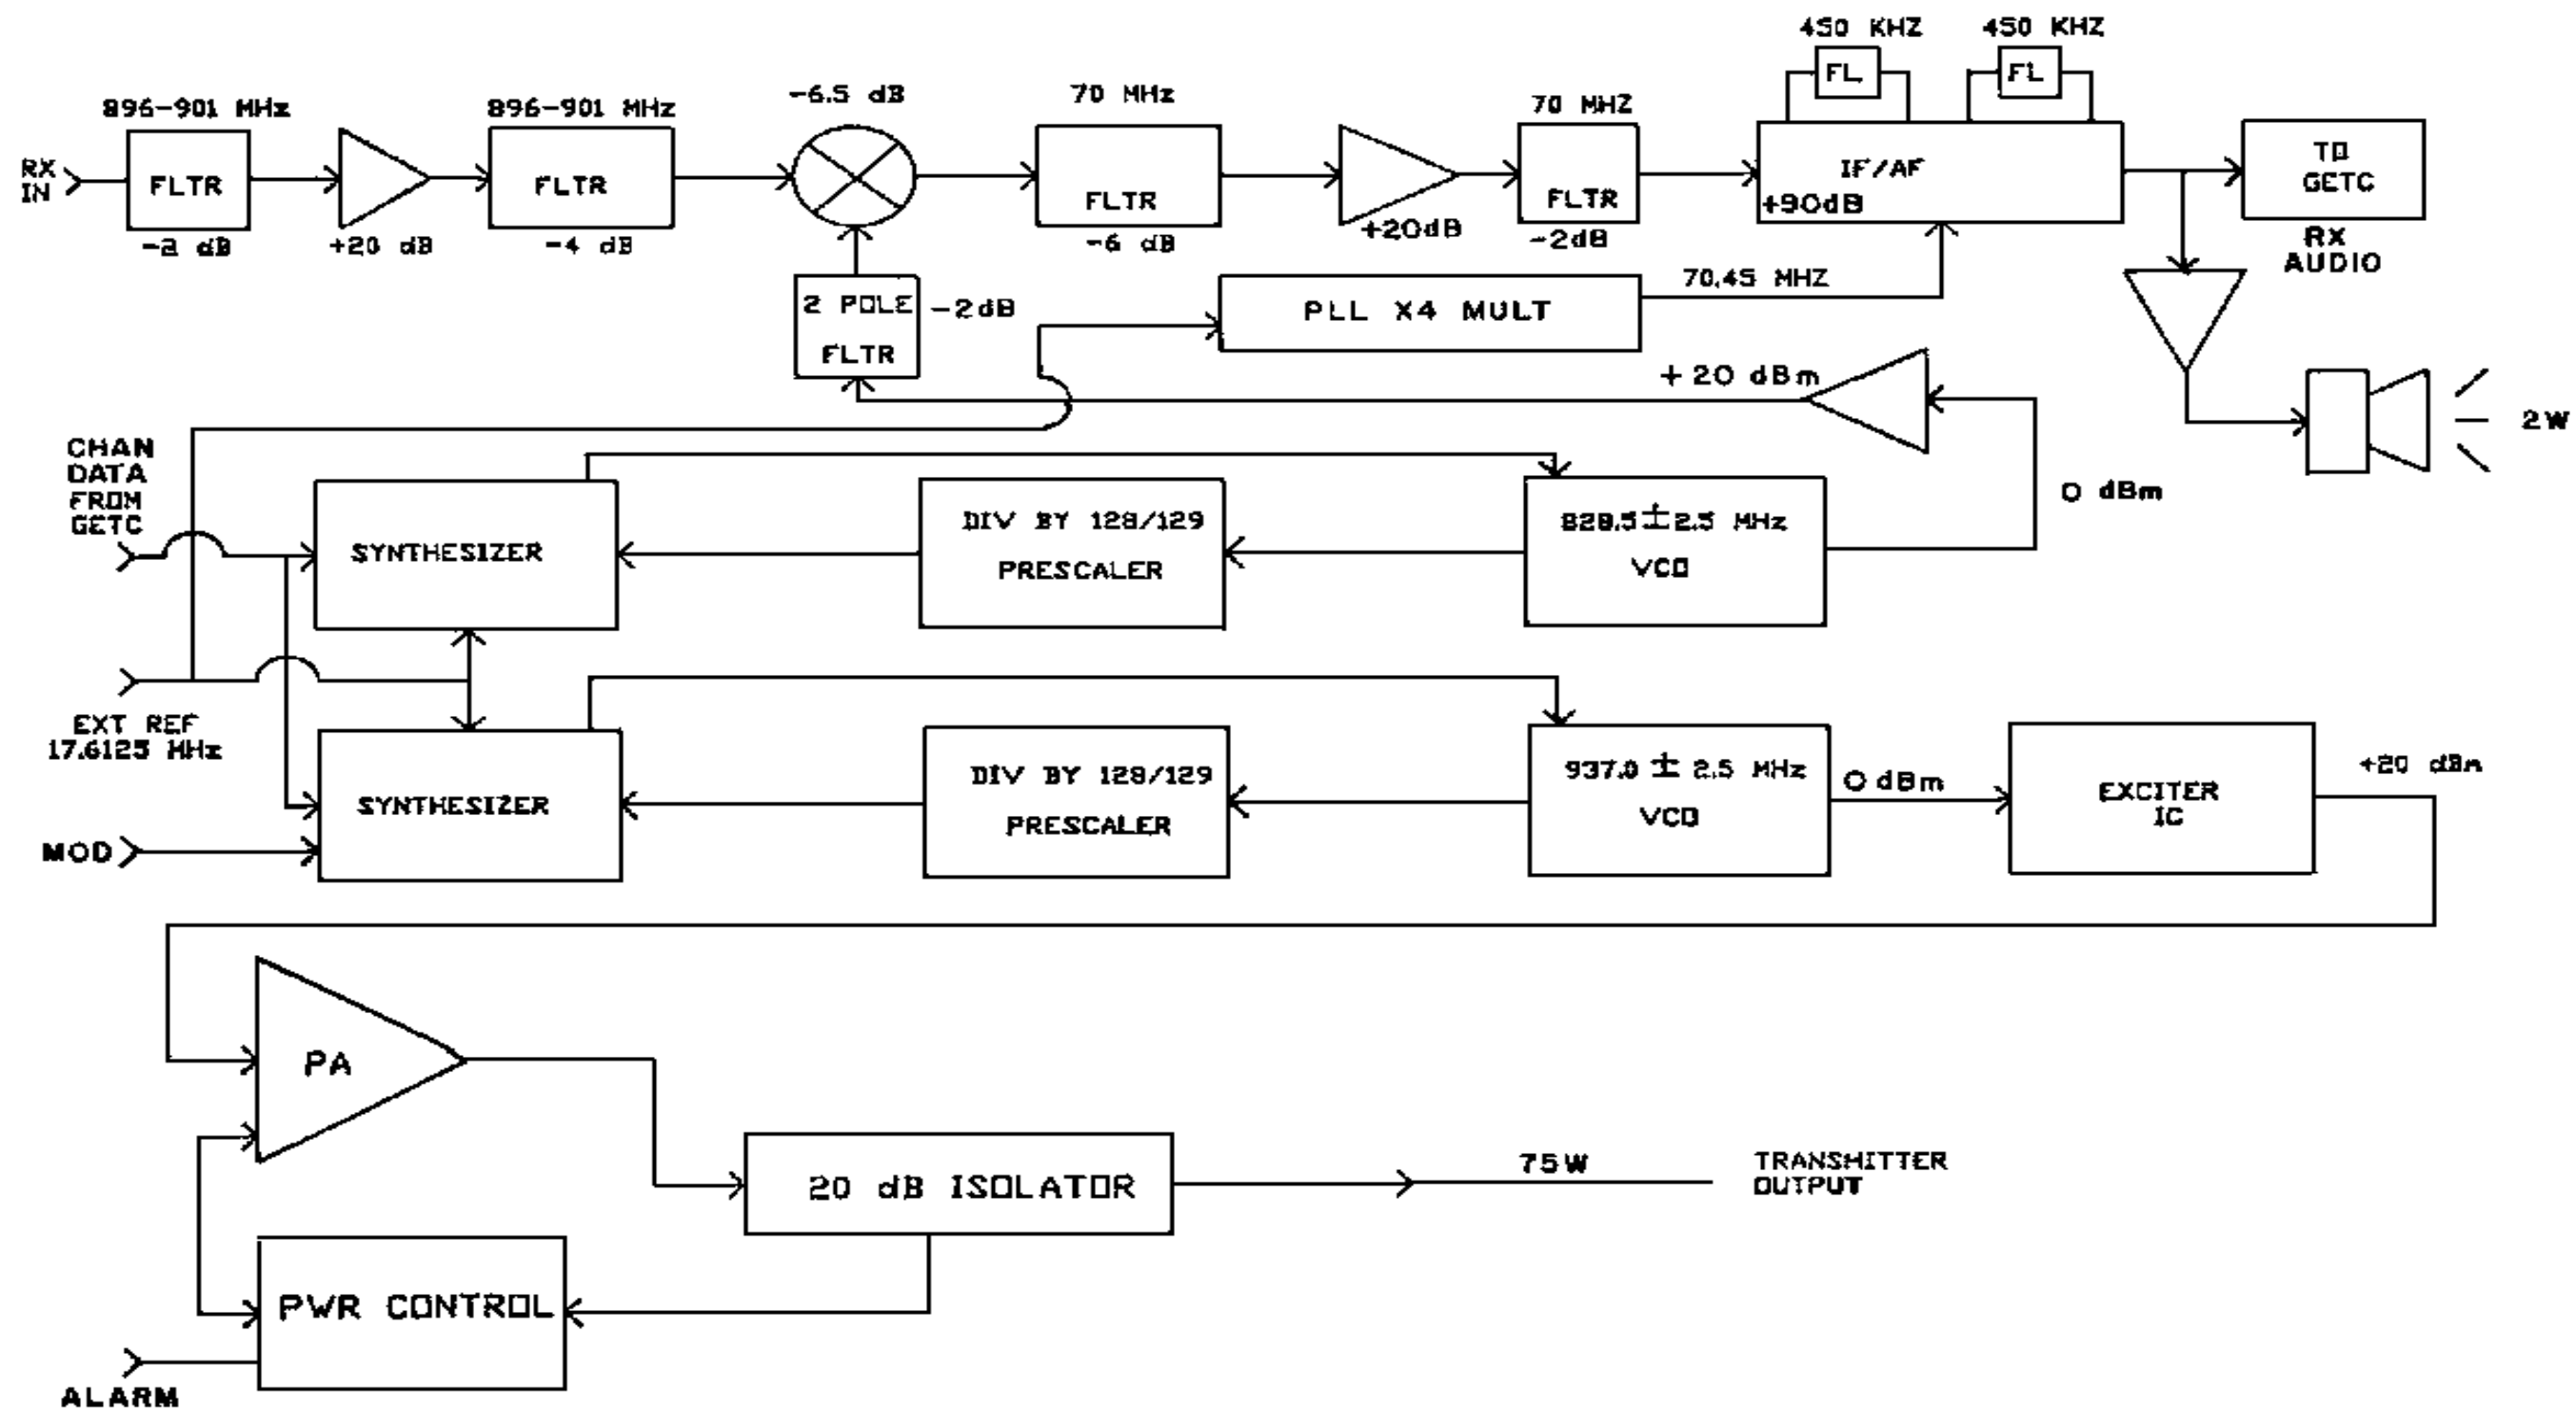 450 KHZ
450 KHZ
FL
FL
896-901 MHz
896-901 MHz
-6.5 dB
70 MHz
70 MHZ
RX
IN
FLTR
FLTR
FLTR
FLTR
IF/AF
+90dB
TO
GETC
-2 dB
+20 dB
-4 dB
-6 dB
+20dB
-2dB
RX
AUDIO
2 POLE
FLTR
-2dB
PLL X4 MULT
70.45 MHZ
+20 dBm
2W
CHAN
DATA
FROM
GETC
0 dBm
SYNTHESIZER
DIV BY 128/129
PRESCALER
828.5±2.5 MHz
VCO
EXT REF
17.6125 MHz
SYNTHESIZER
DIV BY 128/129
PRESCALER
937.0 ± 2.5 MHz
VCO
0 dBm
EXCITER
IC
+20 dBm
MOD
PA
20 dB ISOLATOR
75W
TRANSMITTER
OUTPUT
PWR CONTROL
ALARM